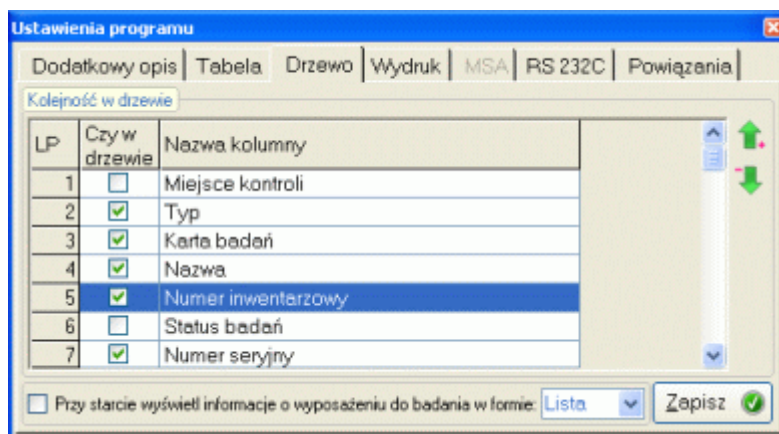 Ustawienia programu
Dodatkowy opis Tabela Drzewo Wydruk MSA RS 232C Powiązania
Kolejność w drzewie
LP Czy w drzewie Nazwa kolumny
1 Miejsce kontroli
2 Typ
3 Karta badań
4 Nazwa
5 Numer inwentarzowy
6 Status badań
7 Numer seryjny
Przy starcie wyświetl informacje o wyposażeniu do badania w formie: Lista Zapisz